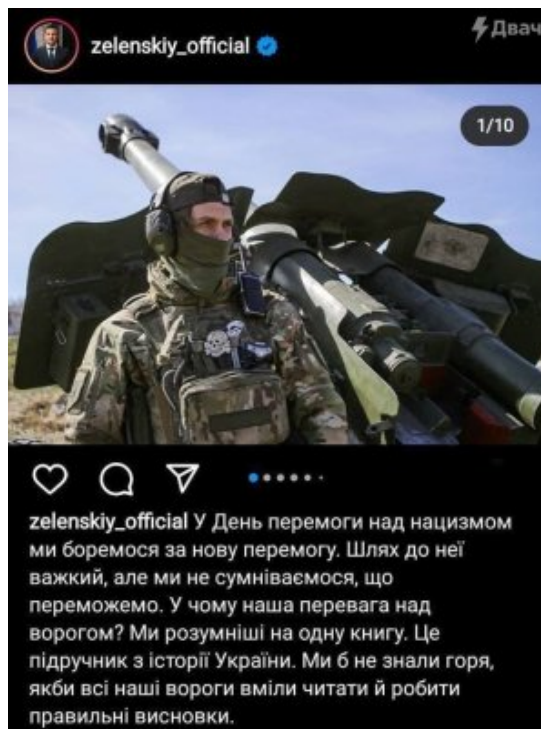 Двач
zelenskiy_official
1/10
zelenskiy_official У День перемоги над нацизмом
ми боремося за нову перемогу. Шлях до неї
важкий, але ми не сумніваємося, що
переможемо. У чому наша перевага над
ворогом? Ми розумніші на одну книгу. Це
підручник з історії України. Ми б не знали горя,
якби всі наші вороги вміли читати й робити
правильні висновки.